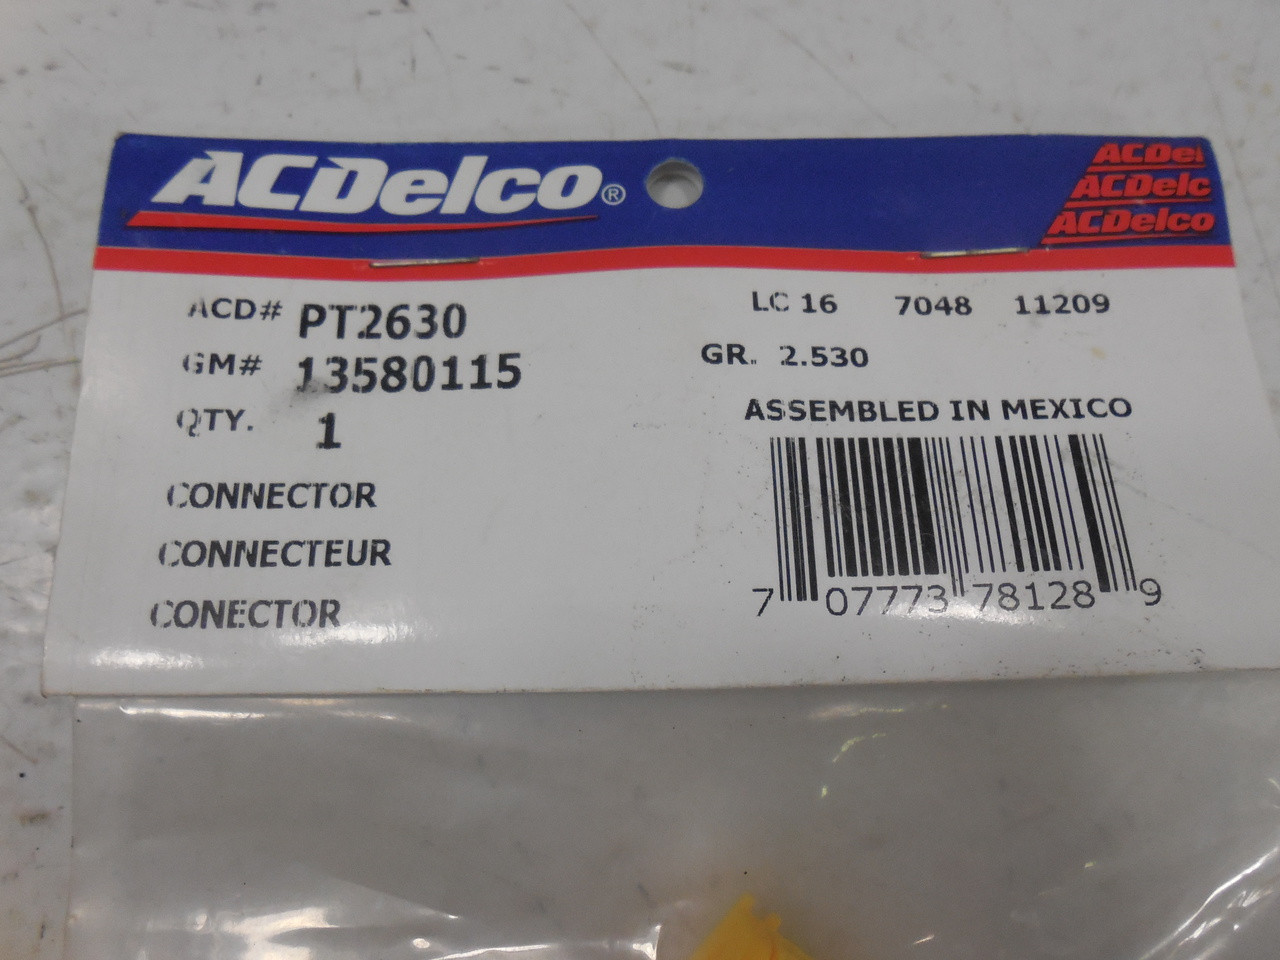 ACDelco®
ACDel
ACDelc
ACDelco
ACD# PT2630
GM# 13580115
QTY. 1
CONNECTOR
CONNECTEUR
CONECTOR
LC 16 7048 11209
GR. 2.530
ASSEMBLED IN MEXICO
7 07773 78128 9